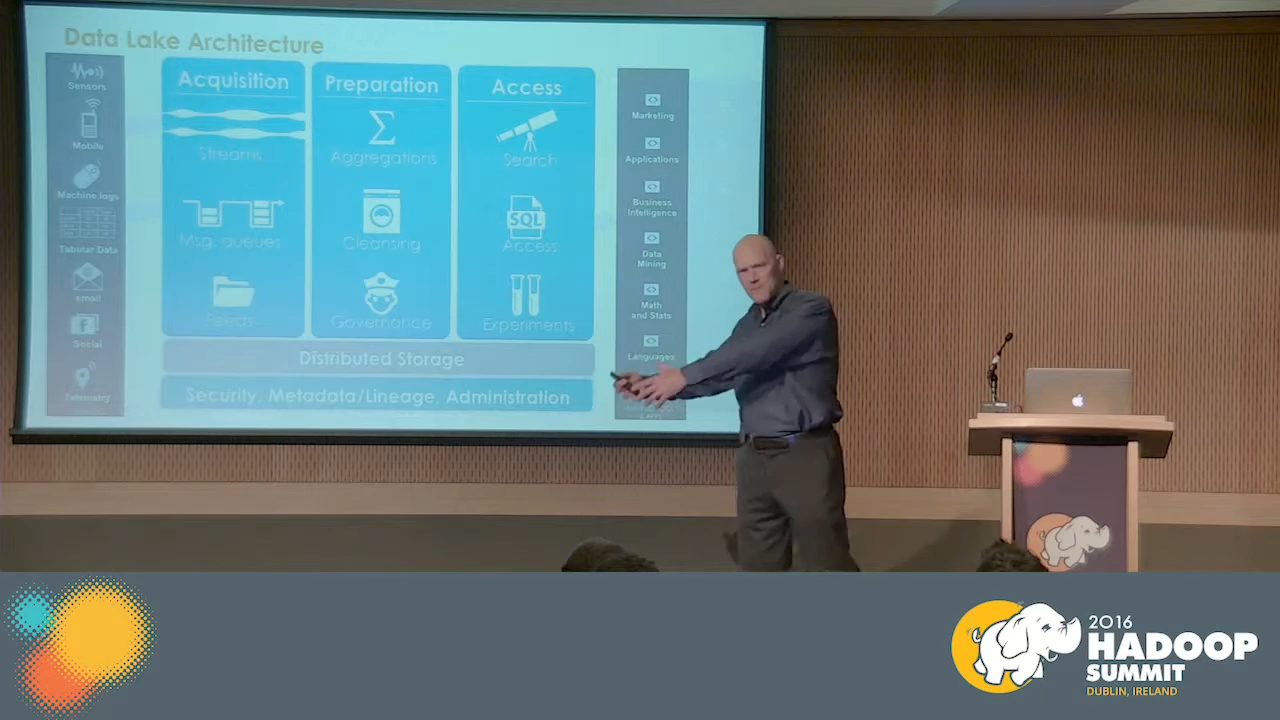 Data Lake Architecture
Sensors
Mobile
Machine logs
Tabular Data
email
Social
Telemetry
Acquisition
Streams
Msg. queues
Feeds
Preparation
Aggregations
Cleansing
Governance
Access
Search
SQL
Access
Experiments
Distributed Storage
Security, Metadata/Lineage, Administration
Marketing
Applications
Business
Intelligence
Data
Mining
Math
and Stats
Languages
2016
HADOOP
SUMMIT
DUBLIN, IRELAND